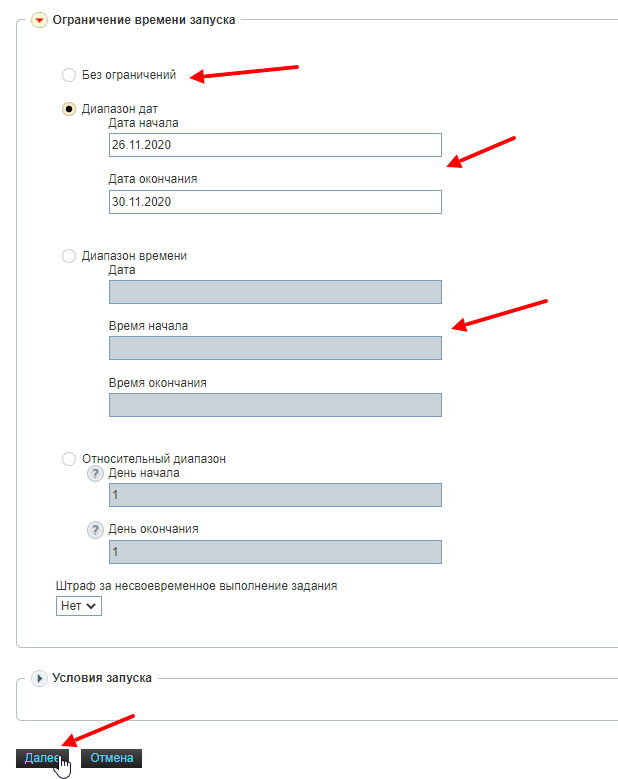 Ограничение времени запуска
Без ограничений
Диапазон дат
Дата начала
26.11.2020
Дата окончания
30.11.2020
Диапазон времени
Дата
Время начала
Время окончания
Относительный диапазон
? День начала
1
? День окончания
1
Штраф за несвоевременное выполнение задания
Нет
Условия запуска
Далее Отмена